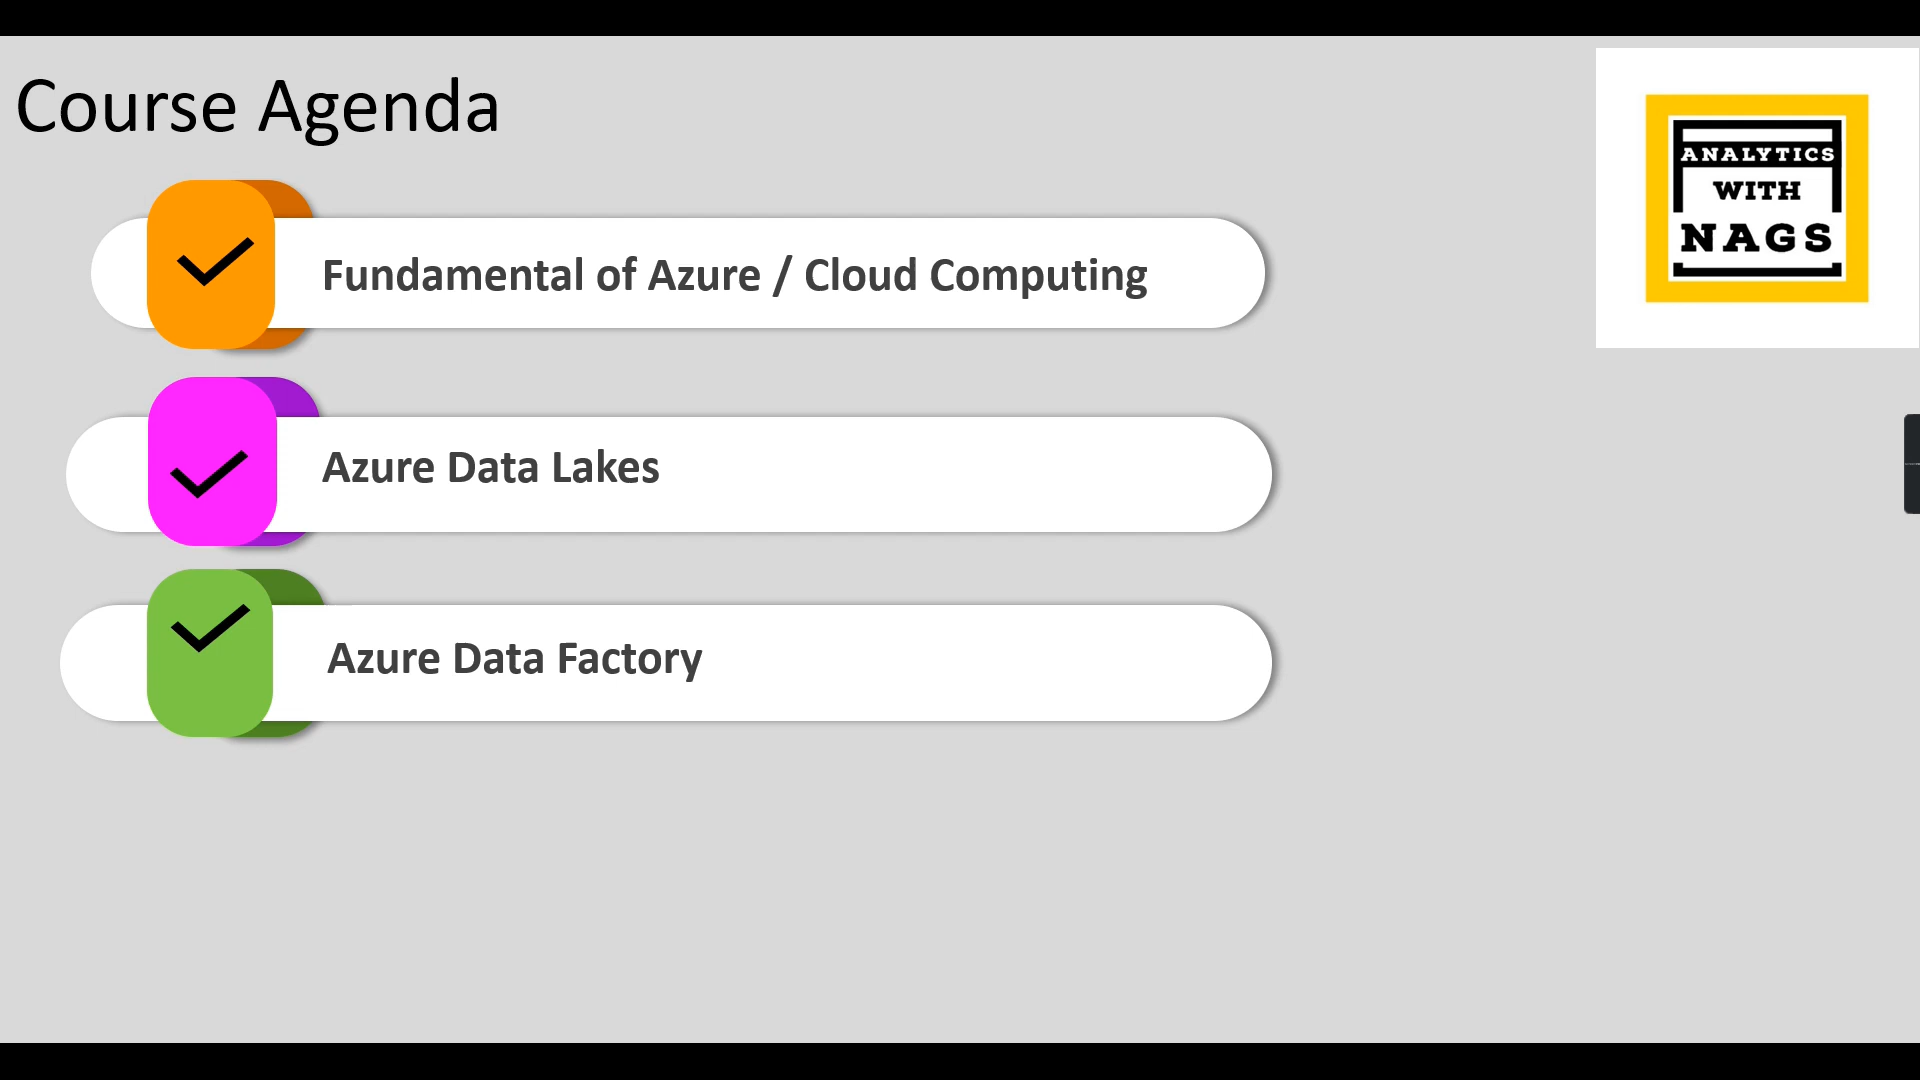 Course Agenda
Fundamental of Azure / Cloud Computing
Azure Data Lakes
Azure Data Factory
ANALYTICS
WITH
NAGS